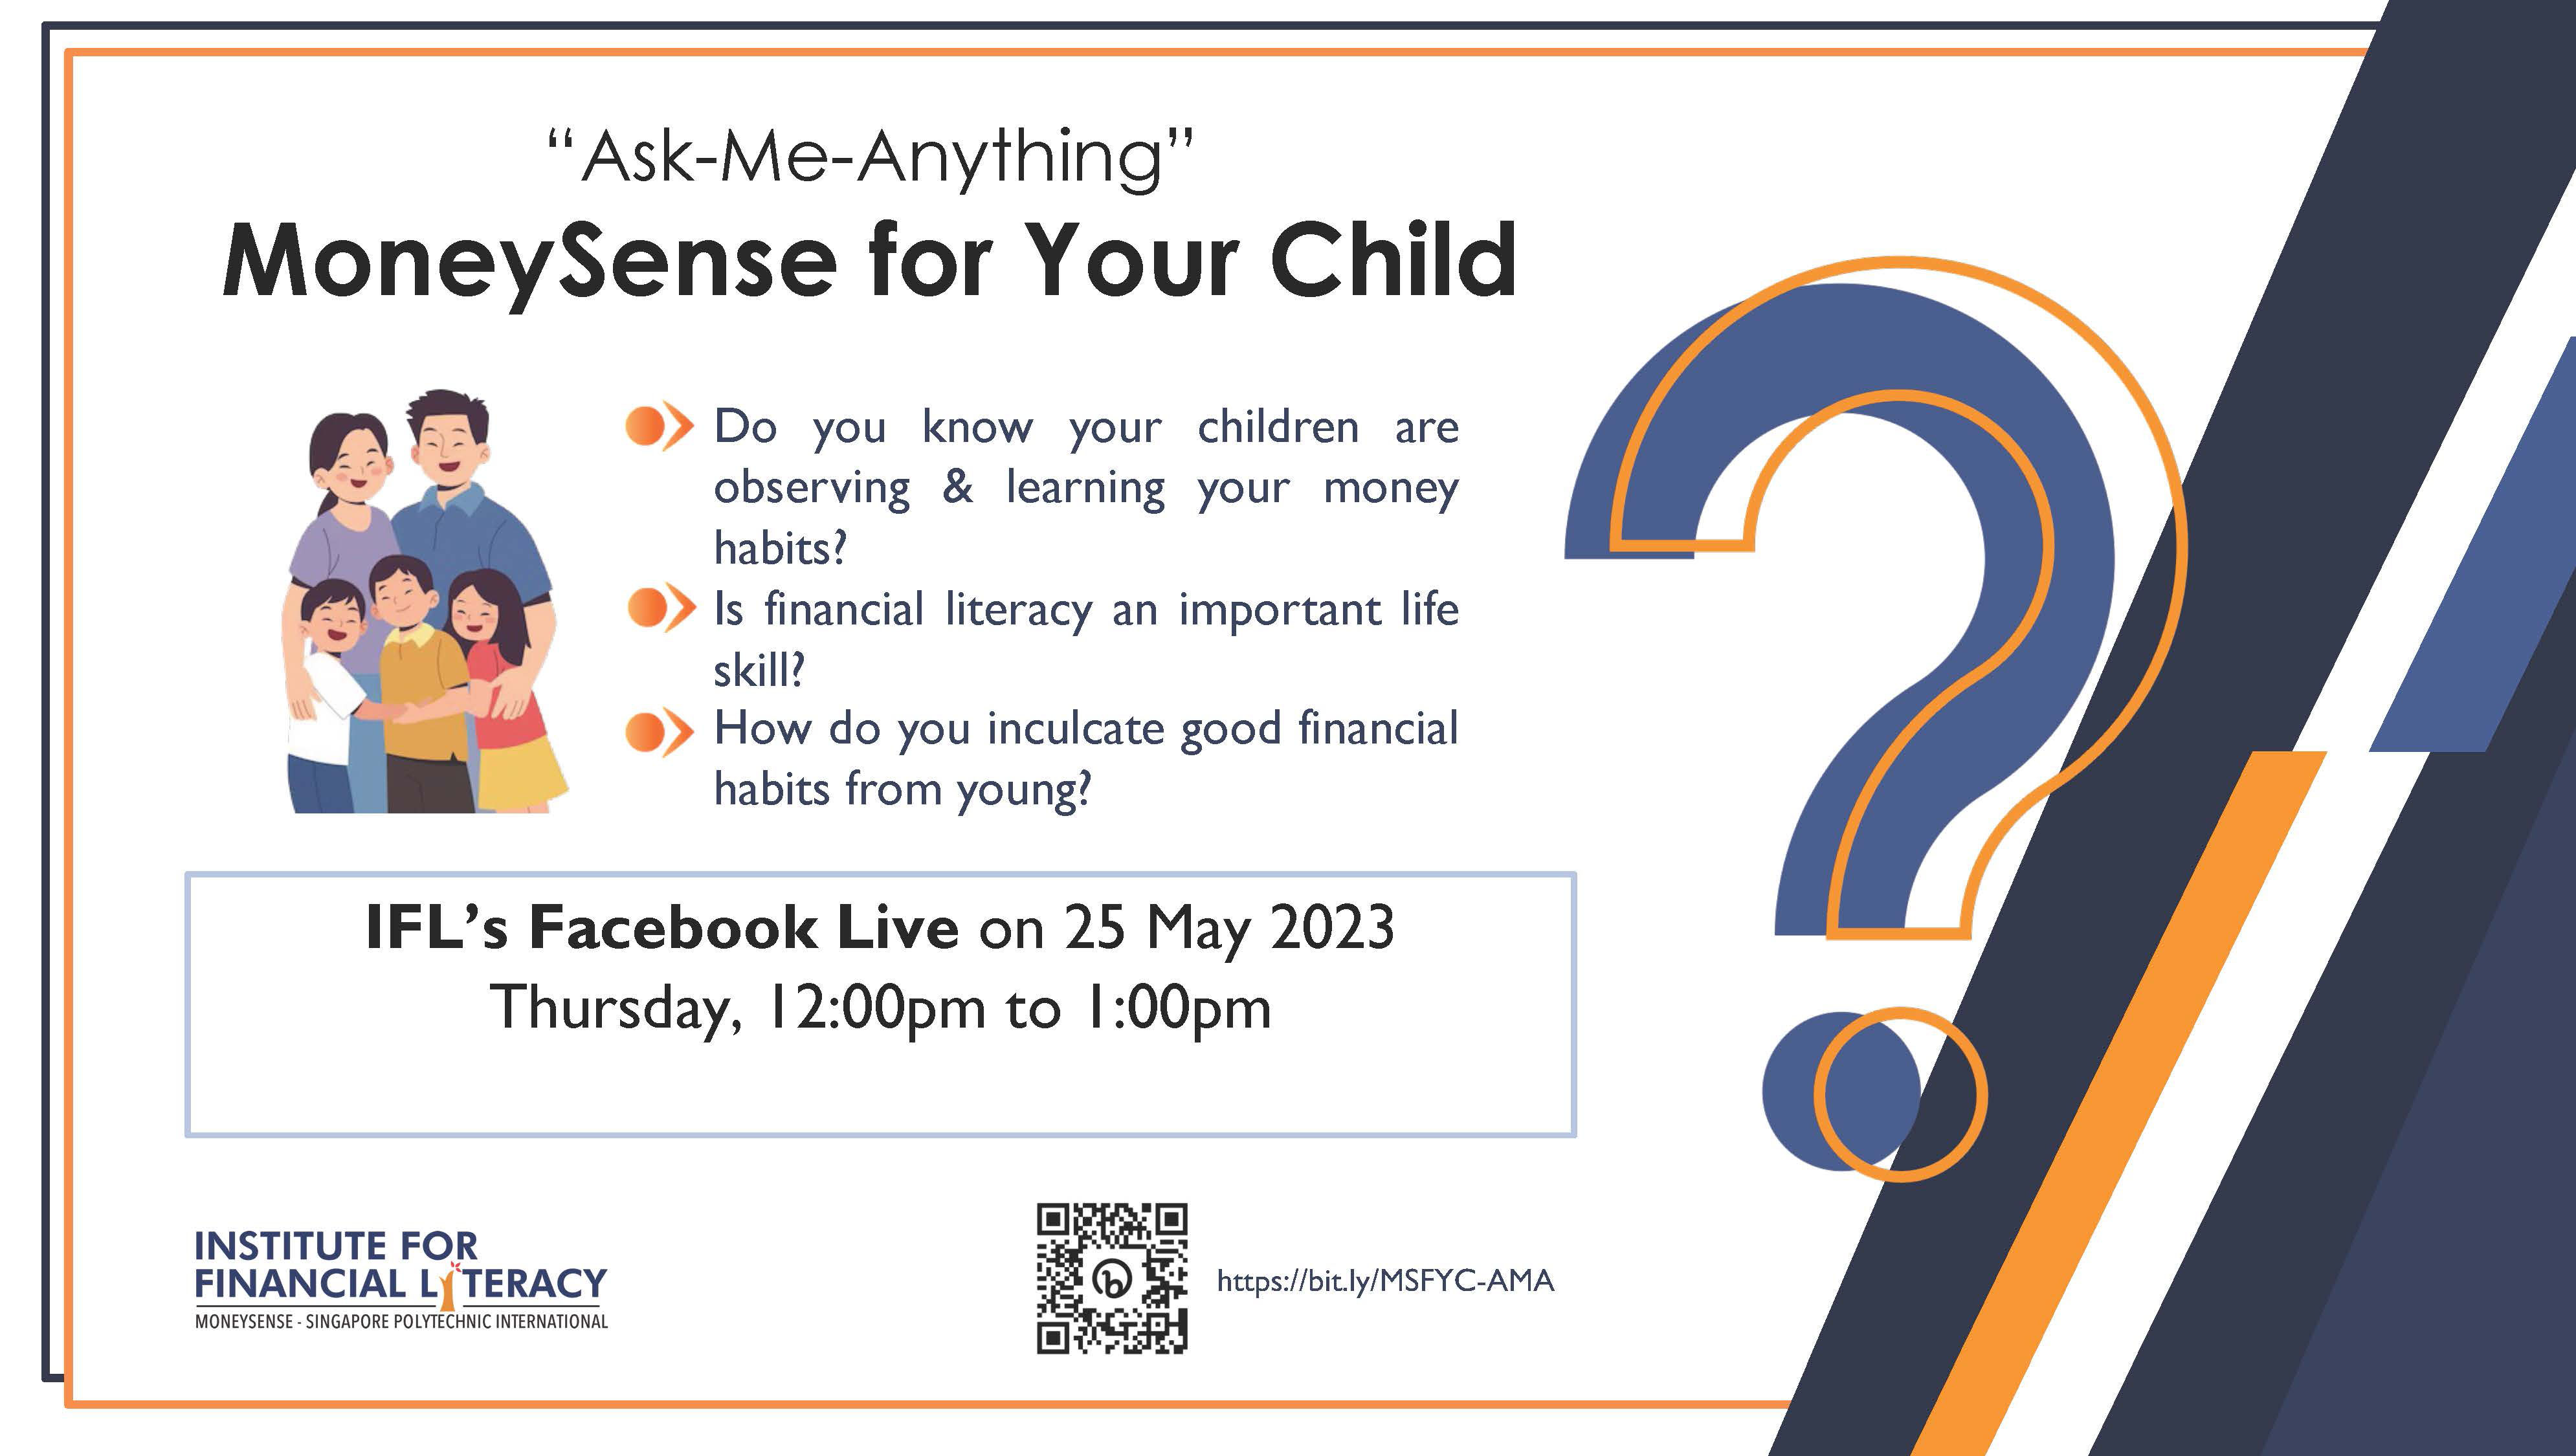 “Ask-Me-Anything”
MoneySense for Your Child
Do you know your children are
observing & learning your money
habits?
Is financial literacy an important life
skill?
How do you inculcate good financial
habits from young?
IFL’s Facebook Live on 25 May 2023
Thursday, 12:00pm to 1:00pm
INSTITUTE FOR
FINANCIAL LITERACY
MONEYSENSE - SINGAPORE POLYTECHNIC INTERNATIONAL
https://bit.ly/MSFYC-AMA